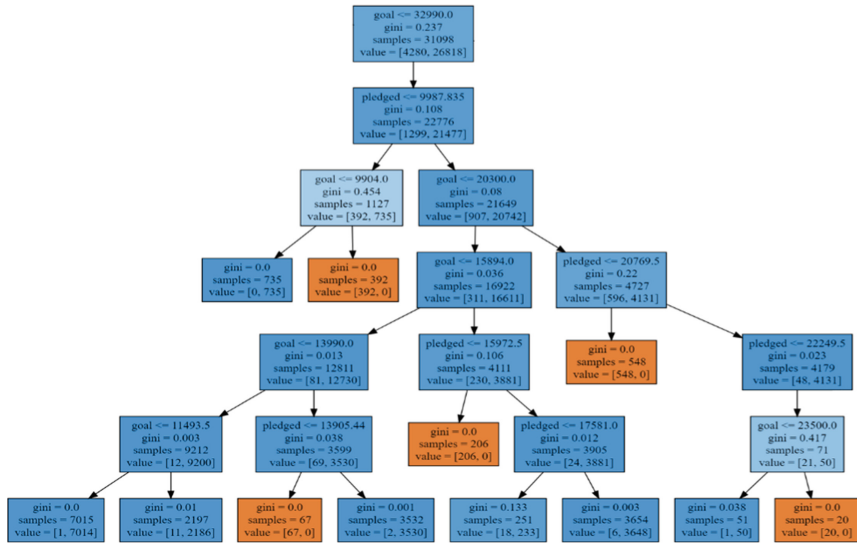 goal <= 32990.0
gini = 0.237
samples = 31098
value = [4280, 26818]
pledged <= 9987.835
gini = 0.108
samples = 22776
value = [1299, 21477]
goal <= 9904.0
gini = 0.454
samples = 1127
value = [392, 735]
goal <= 20300.0
gini = 0.08
samples = 21649
value = [907, 20742]
gini = 0.0
samples = 735
value = [0, 735]
gini = 0.0
samples = 392
value = [392, 0]
goal <= 15894.0
gini = 0.036
samples = 16922
value = [311, 16611]
pledged <= 20769.5
gini = 0.22
samples = 4727
value = [596, 4131]
goal <= 13990.0
gini = 0.013
samples = 12811
value = [81, 12730]
pledged <= 15972.5
gini = 0.106
samples = 4111
value = [230, 3881]
gini = 0.0
samples = 548
value = [548, 0]
pledged <= 22249.5
gini = 0.023
samples = 4179
value = [48, 4131]
goal <= 11493.5
gini = 0.003
samples = 9212
value = [12, 9200]
pledged <= 13905.44
gini = 0.038
samples = 3599
value = [69, 3530]
gini = 0.0
samples = 206
value = [206, 0]
pledged <= 17581.0
gini = 0.012
samples = 3905
value = [24, 3881]
goal <= 23500.0
gini = 0.417
samples = 71
value = [21, 50]
gini = 0.0
samples = 7015
value = [1, 7014]
gini = 0.01
samples = 2197
value = [11, 2186]
gini = 0.0
samples = 67
value = [67, 0]
gini = 0.001
samples = 3532
value = [2, 3530]
gini = 0.133
samples = 251
value = [18, 233]
gini = 0.003
samples = 3654
value = [6, 3648]
gini = 0.038
samples = 51
value = [1, 50]
gini = 0.0
samples = 20
value = [20, 0]